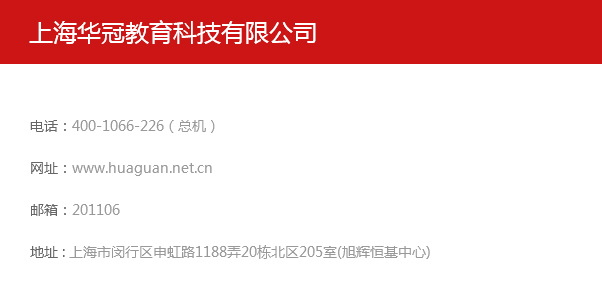 上海华冠教育科技有限公司
电话：400-1066-226（总机）
网址：www.huaguan.net.cn
邮箱：201106
地址：上海市闵行区申虹路1188弄20栋北区205室(旭辉恒基中心)